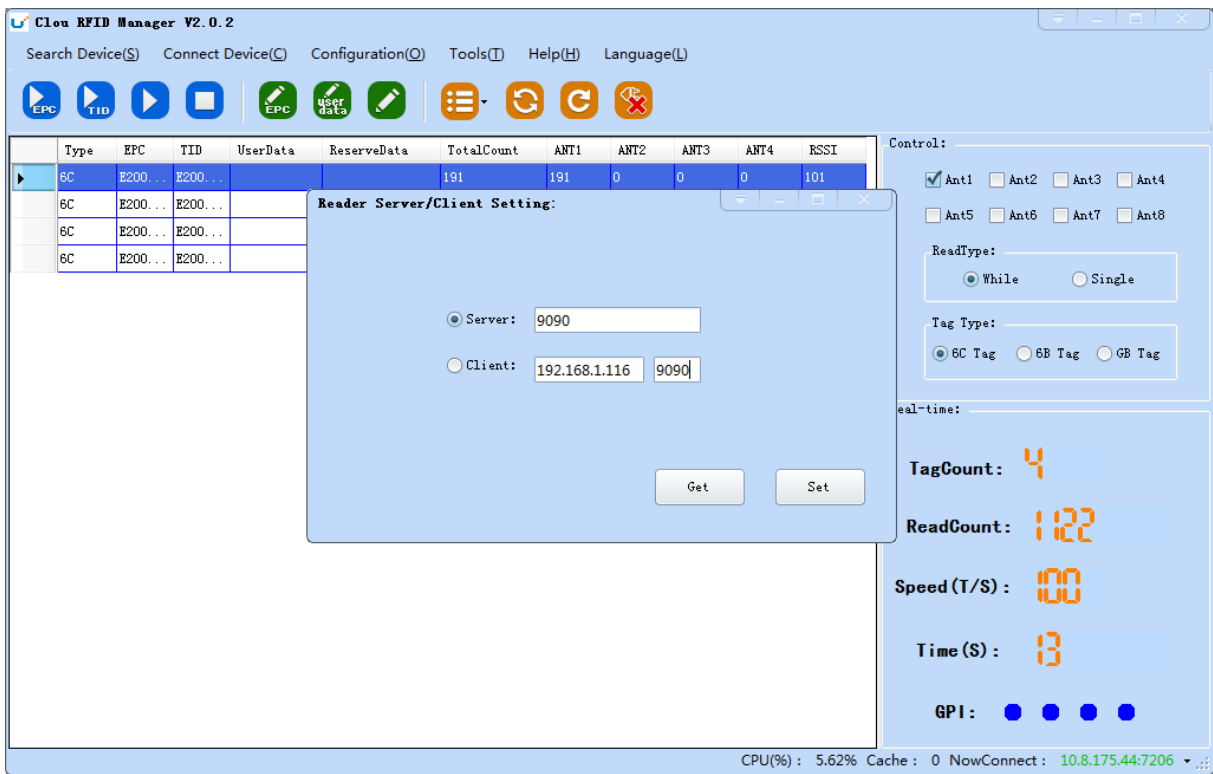 Clou RFID Manager V2.0.2
Search Device(S) Connect Device(C) Configuration(O) Tools(T) Help(H) Language(L)
EPC TID EPC user data
Type EPC TID UserData ReserveData TotalCount ANT1 ANT2 ANT3 ANT4 RSSI
6C E200... E200... 191 191 0 0 0 101
6C E200... E200...
6C E200... E200...
6C E200... E200...
Reader Server/Client Setting:
Server: 9090
Client: 192.168.1.116 9090
Get Set
Control:
Ant1 Ant2 Ant3 Ant4
Ant5 Ant6 Ant7 Ant8
ReadType:
While Single
Tag Type:
6C Tag 6B Tag GB Tag
eal-time:
TagCount: 4
ReadCount: 1122
Speed(T/S): 100
Time(S): 13
GPI:
CPU(%) : 5.62% Cache : 0 NowConnect : 10.8.175.44:7206